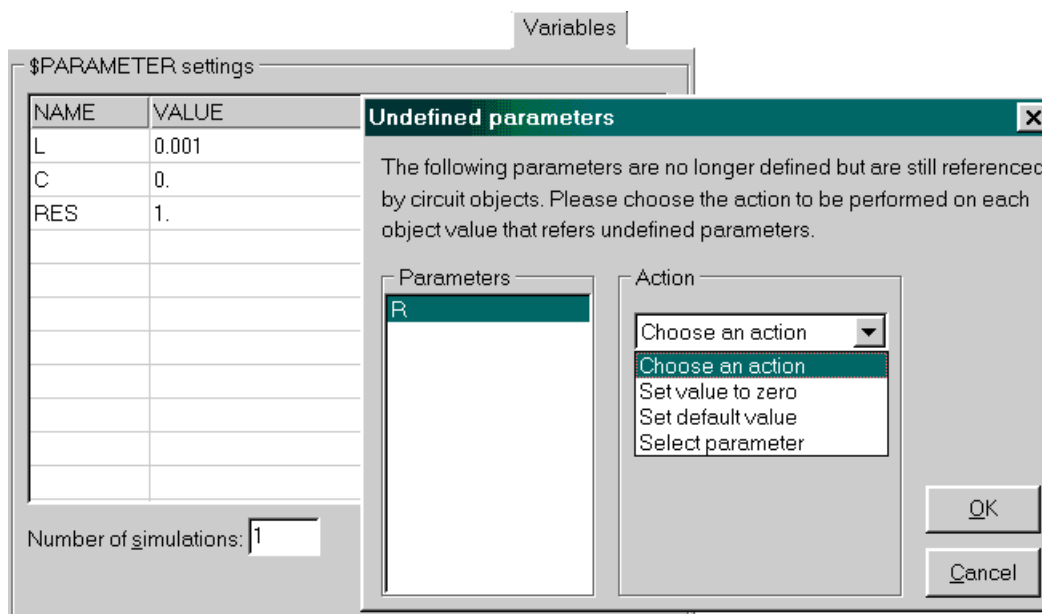 Variables
$PARAMETER settings
NAME VALUE
L 0.001
C 0.
RES 1.
Number of simulations: 1
Undefined parameters
The following parameters are no longer defined but are still referenced
by circuit objects. Please choose the action to be performed on each
object value that refers undefined parameters.
Parameters
R
Action
Choose an action
Choose an action
Set value to zero
Set default value
Select parameter
OK
Cancel